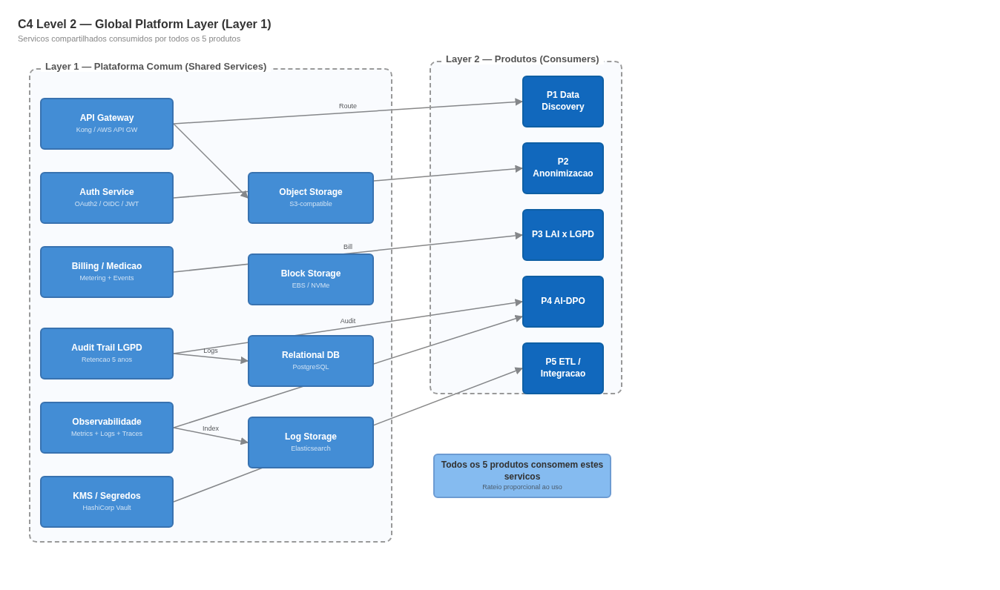 C4 Level 2 — Global Platform Layer (Layer 1)
Servicos compartilhados consumidos por todos os 5 produtos
Layer 1 — Plataforma Comum (Shared Services)
API Gateway
Kong / AWS API GW
Auth Service
OAuth2 / OIDC / JWT
Billing / Medicao
Metering + Events
Audit Trail LGPD
Retencao 5 anos
Observabilidade
Metrics + Logs + Traces
KMS / Segredos
HashiCorp Vault
Object Storage
S3-compatible
Block Storage
EBS / NVMe
Relational DB
PostgreSQL
Log Storage
Elasticsearch
Route
Bill
Audit
Logs
Index
Layer 2 — Produtos (Consumers)
P1 Data
Discovery
P2
Anonimizacao
P3 LAI x LGPD
P4 AI-DPO
P5 ETL /
Integracao
Todos os 5 produtos consomem estes
servicos
Rateio proporcional ao uso